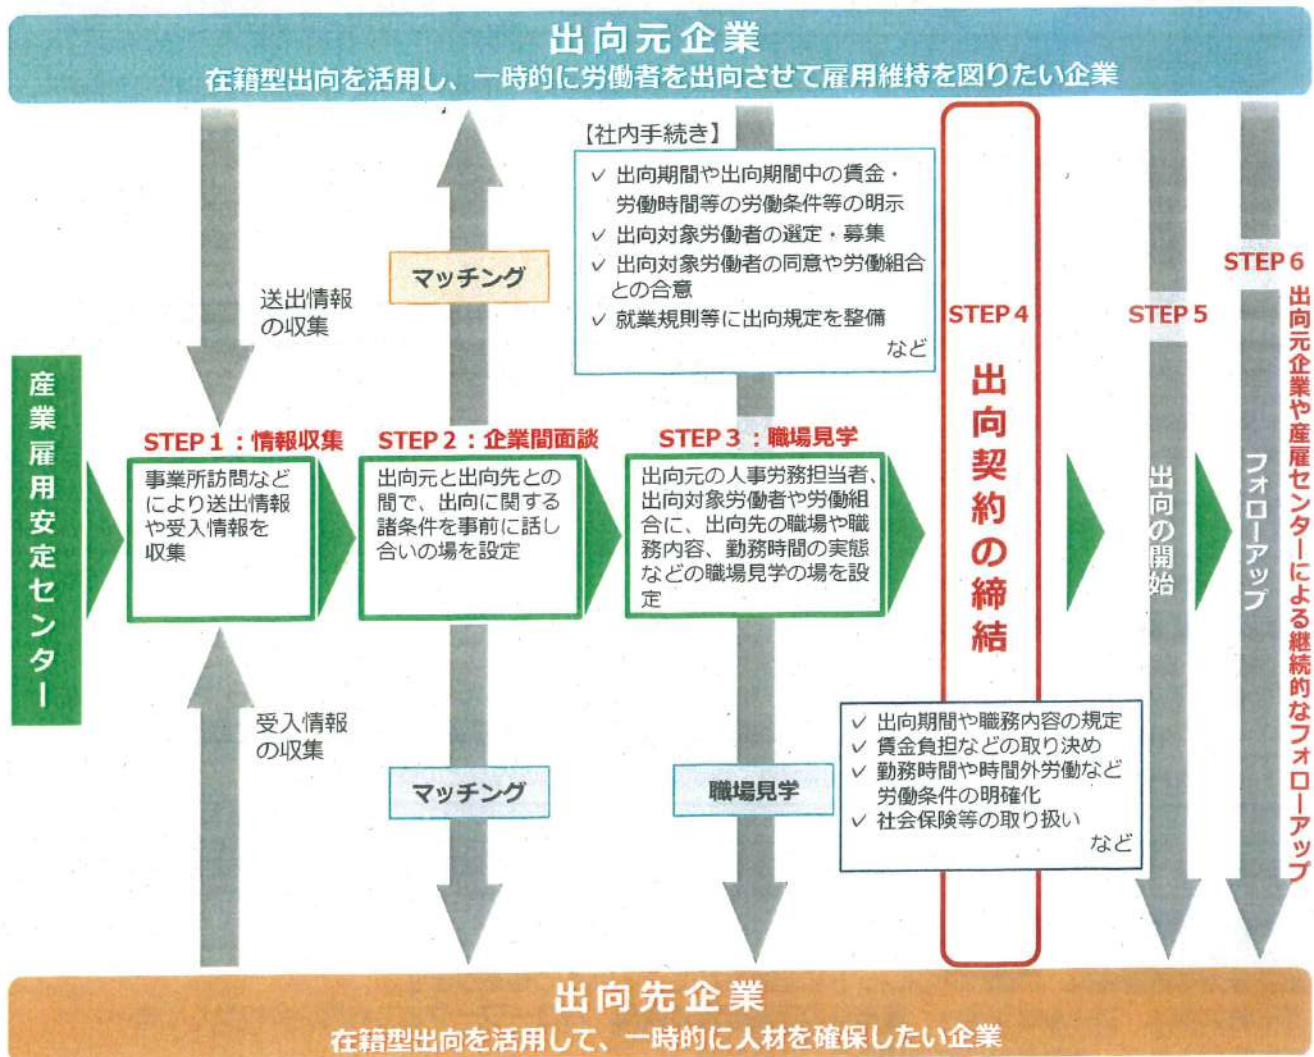 出向元企業
在籍型出向を活用し、一時的に労働者を出向させて雇用維持を図りたい企業
【社内手続き】
✓ 出向期間や出向期間中の賃金・
労働時間等の労働条件等の明示
✓ 出向対象労働者の選定・募集
✓ 出向対象労働者の同意や労働組合
との合意
✓ 就業規則等に出向規定を整備
など
マッチング
送出情報
の収集
産業雇用安定センター
STEP1：情報収集
事業所訪問など
により送出情報
や受入情報を
収集
STEP2：企業間面談
出向元と出向先との
間で、出向に関する
諸条件を事前に話し
合いの場を設定
STEP3：職場見学
出向元の人事労務担当者、
出向対象労働者や労働組
合に、出向先の職場や職
務内容、勤務時間の実態
などの職場見学の場を設
定
STEP4
出向契約の締結
STEP5
出向の開始
STEP6
フォローアップ
出向元企業や産雇センターによる継続的なフォローアップ
受入情報
の収集
マッチング
職場見学
✓ 出向期間や職務内容の規定
✓ 賃金負担などの取り決め
✓ 勤務時間や時間外労働など
労働条件の明確化
✓ 社会保険等の取り扱い
など
出向先企業
在籍型出向を活用して、一時的に人材を確保したい企業